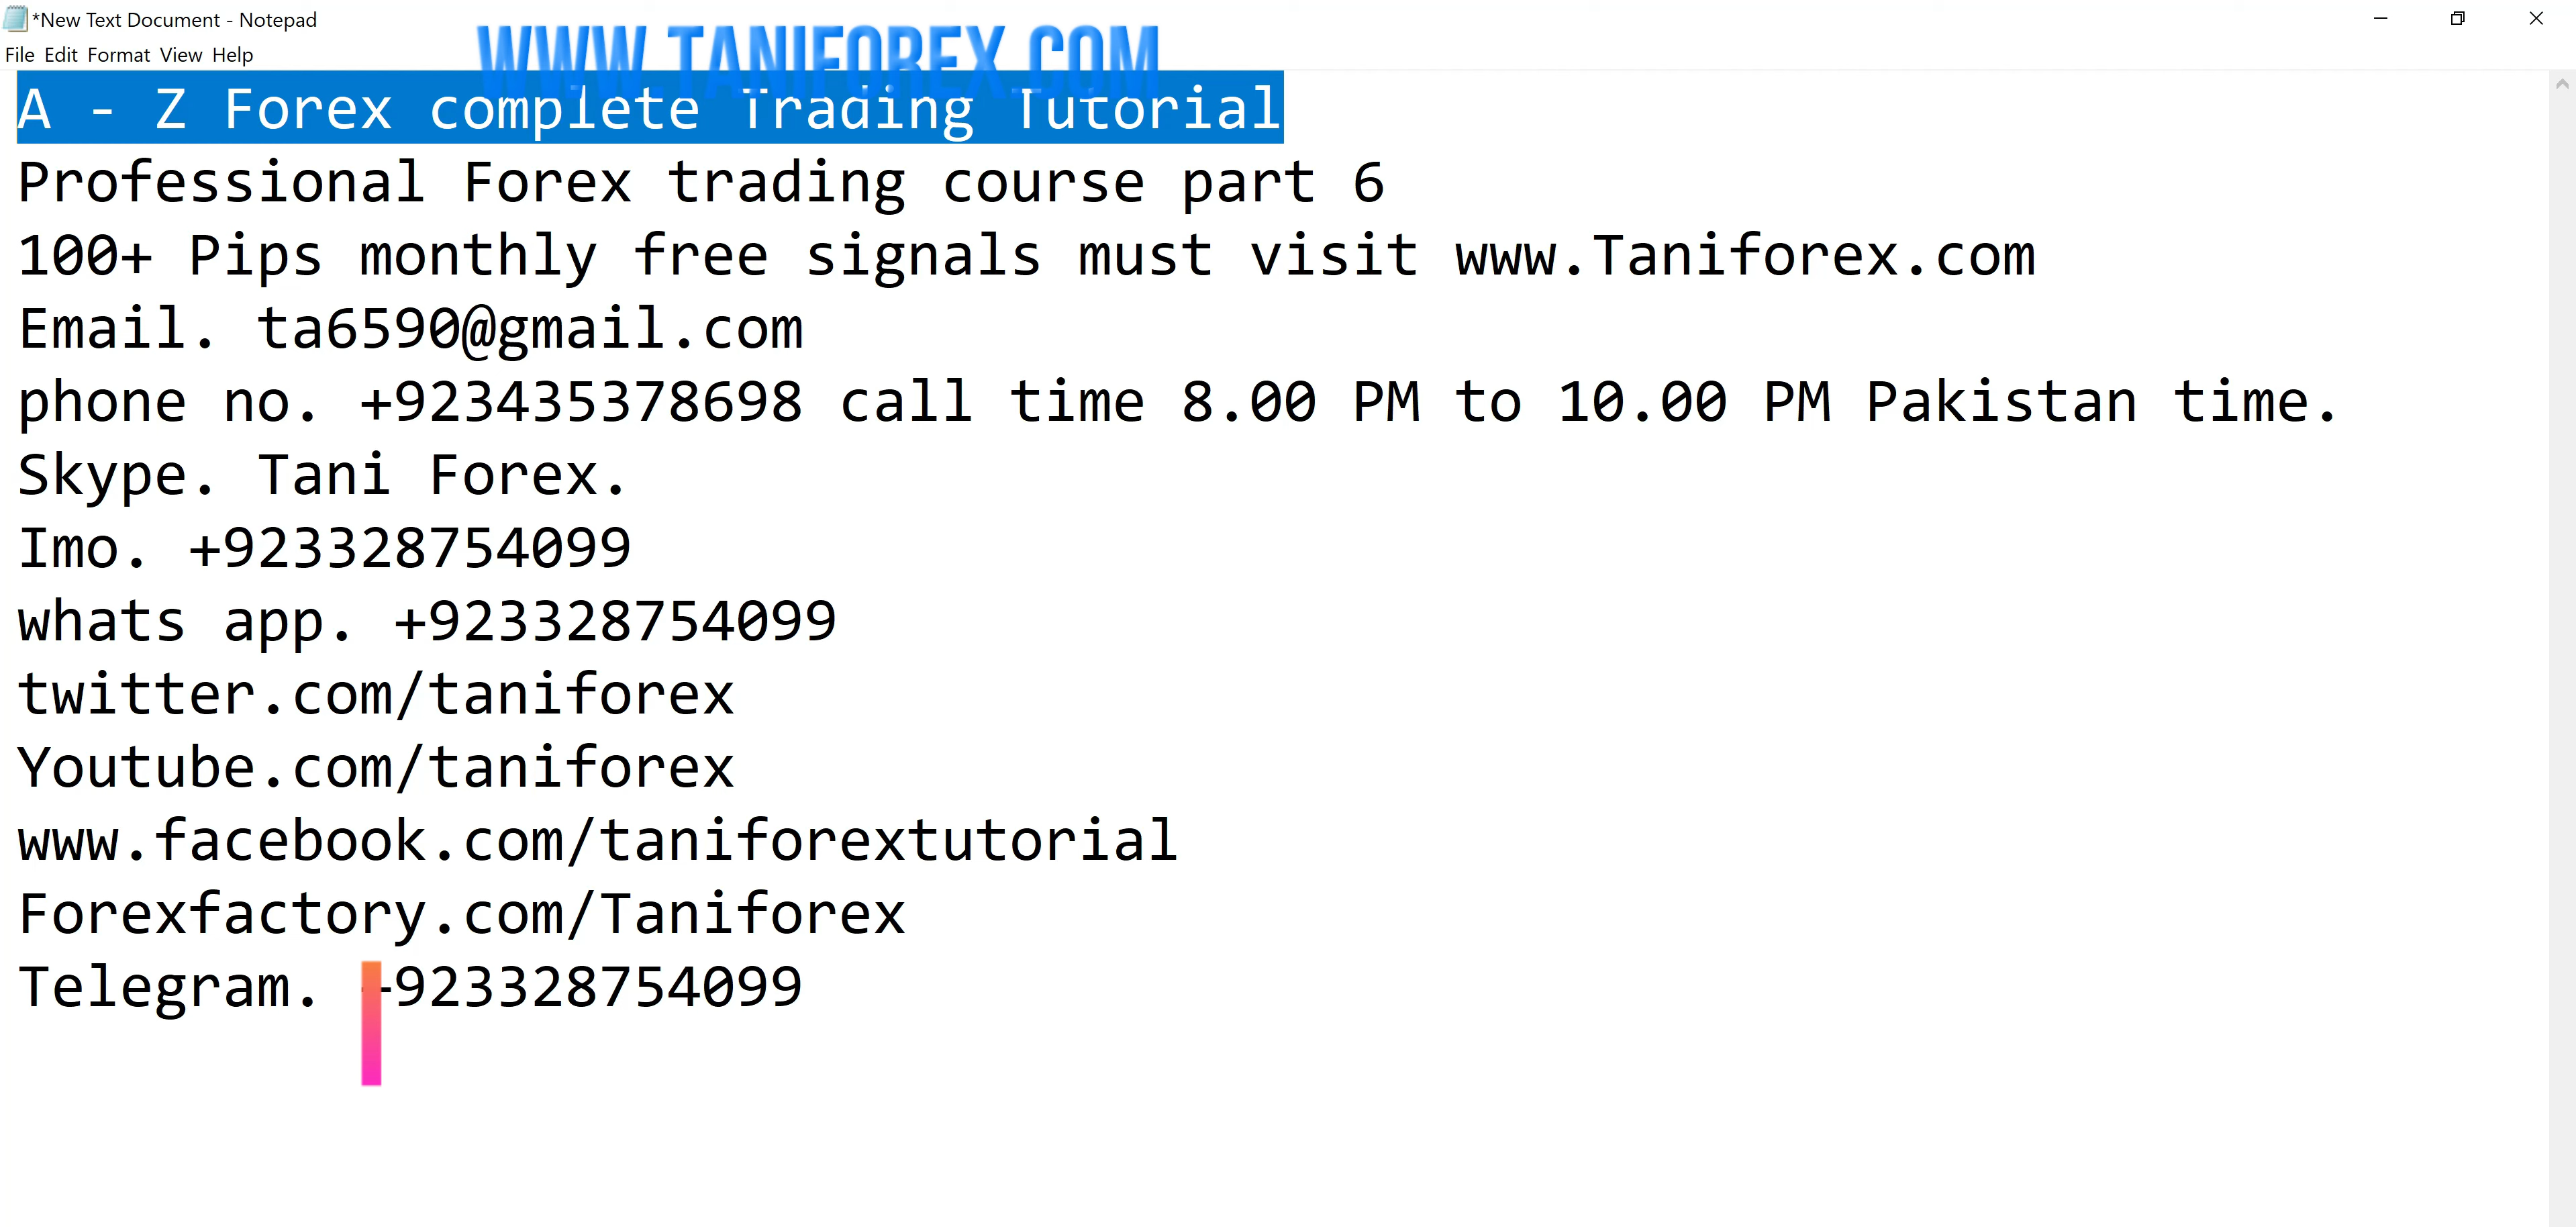 *New Text Document - Notepad
File Edit Format View Help
WWW.TANIFOREX.COM
A - Z Forex complete Trading Tutorial
Professional Forex trading course part 6
100+ Pips monthly free signals must visit www.Taniforex.com
Email. ta6590@gmail.com
phone no. +923435378698 call time 8.00 PM to 10.00 PM Pakistan time.
Skype. Tani Forex.
Imo. +923328754099
whats app. +923328754099
twitter.com/taniforex
Youtube.com/taniforex
www.facebook.com/taniforextutorial
Forexfactory.com/Taniforex
Telegram. +923328754099